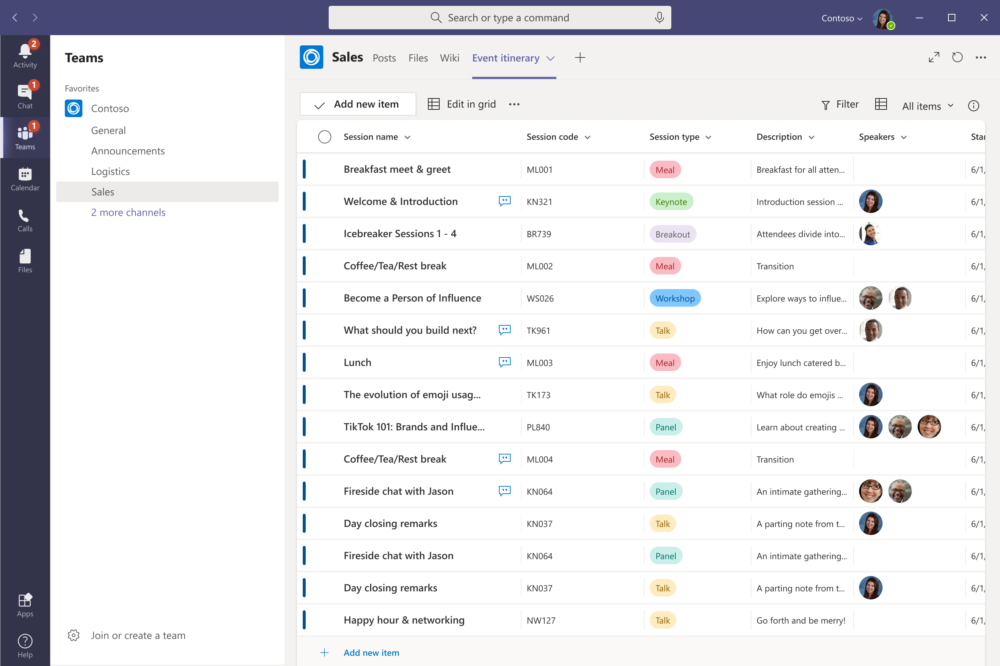 Search or type a command
Contoso
2
Activity
1
Chat
1
Teams
Calendar
Calls
Files
Apps
Help
Teams
Favorites
Contoso
General
Announcements
Logistics
Sales
2 more channels
Join or create a team
Sales Posts Files Wiki Event itinerary
Add new item Edit in grid Filter All items
Session name Session code Session type Description Speakers
Breakfast meet & greet ML001 Meal Breakfast for all atten... 6/1/
Welcome & Introduction KN321 Keynote Introduction session ... 6/1/
Icebreaker Sessions 1 - 4 BR739 Breakout Attendees divide into... 6/1/
Coffee/Tea/Rest break ML002 Meal Transition 6/1/
Become a Person of Influence WS026 Workshop Explore ways to influe... 6/1/
What should you build next? TK961 Talk How can you get over... 6/1/
Lunch ML003 Meal Enjoy lunch catered b... 6/1/
The evolution of emoji usag... TK173 Talk What role do emojis ... 6/1/
TikTok 101: Brands and Influe... PL840 Panel Learn about creating ... 6/1/
Coffee/Tea/Rest break ML004 Meal Transition 6/1/
Fireside chat with Jason KN064 Panel An intimate gathering... 6/1/
Day closing remarks KN037 Talk A parting note from t... 6/1/
Fireside chat with Jason KN064 Panel An intimate gathering... 6/1/
Day closing remarks KN037 Talk A parting note from t... 6/1/
Happy hour & networking NW127 Talk Go forth and be merry! 6/1/
Add new item